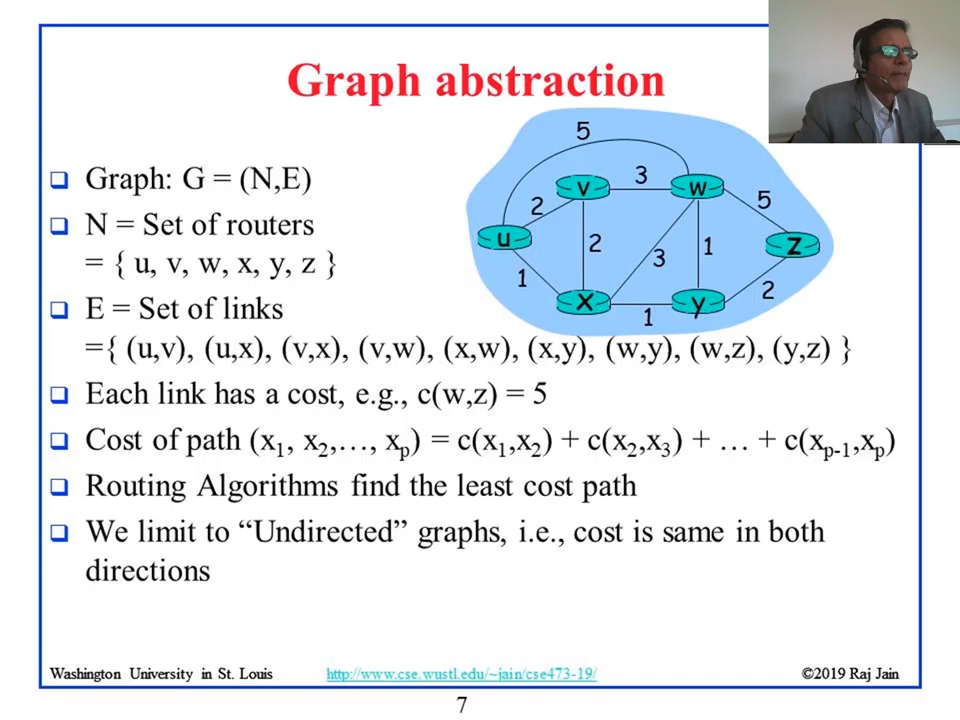 Graph abstraction
❑ Graph: G = (N,E)
❑ N = Set of routers
= { u, v, w, x, y, z }
❑ E = Set of links
={ (u,v), (u,x), (v,x), (v,w), (x,w), (x,y), (w,y), (w,z), (y,z) }
❑ Each link has a cost, e.g., c(w,z) = 5
❑ Cost of path (x1, x2,…, xp) = c(x1,x2) + c(x2,x3) + … + c(xp-1,xp)
❑ Routing Algorithms find the least cost path
❑ We limit to “Undirected” graphs, i.e., cost is same in both
directions
5
v
3
w
2
5
u
2
3
1
z
1
x
1
y
2
Washington University in St. Louis
http://www.cse.wustl.edu/~jain/cse473-19/
©2019 Raj Jain
7